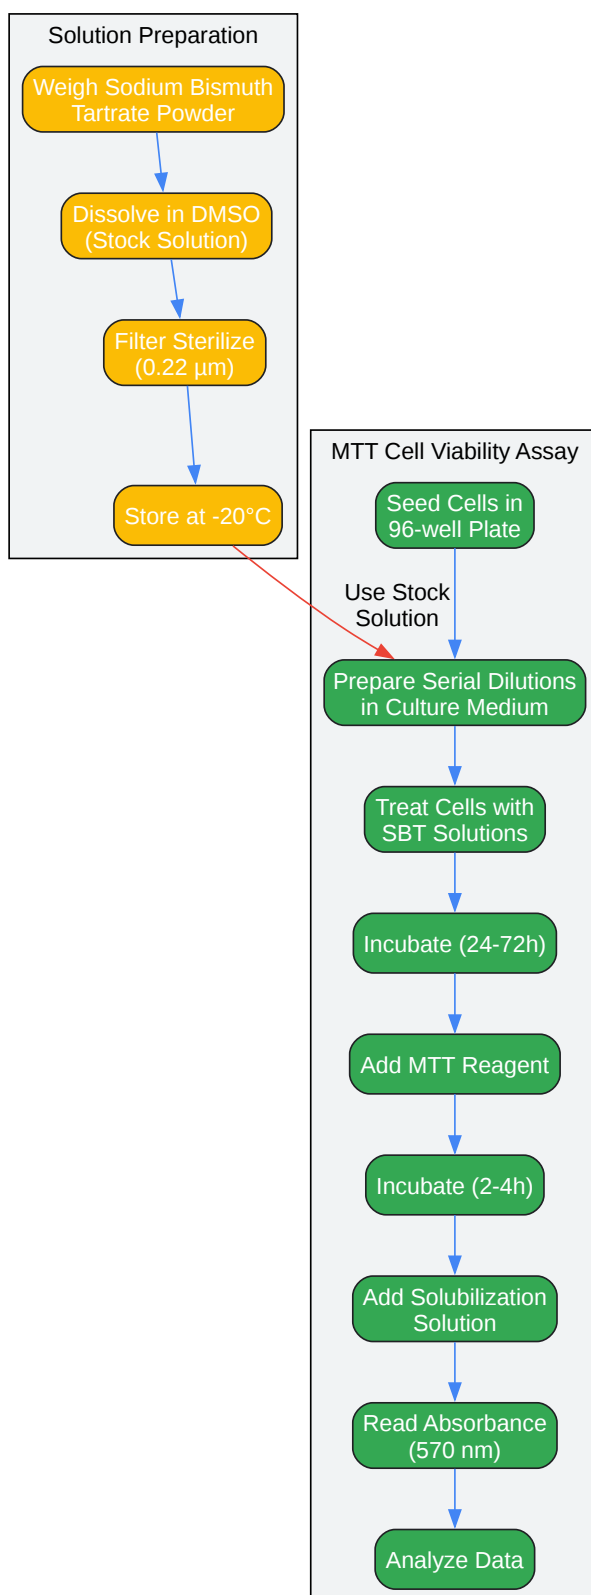 Solution Preparation
Weigh Sodium Bismuth
Tartrate Powder
Dissolve in DMSO
(Stock Solution)
Filter Sterilize
(0.22 µm)
Store at -20°C
MTT Cell Viability Assay
Seed Cells in
96-well Plate
Use Stock
Solution
Prepare Serial Dilutions
in Culture Medium
Treat Cells with
SBT Solutions
Incubate (24-72h)
Add MTT Reagent
Incubate (2-4h)
Add Solubilization
Solution
Read Absorbance
(570 nm)
Analyze Data